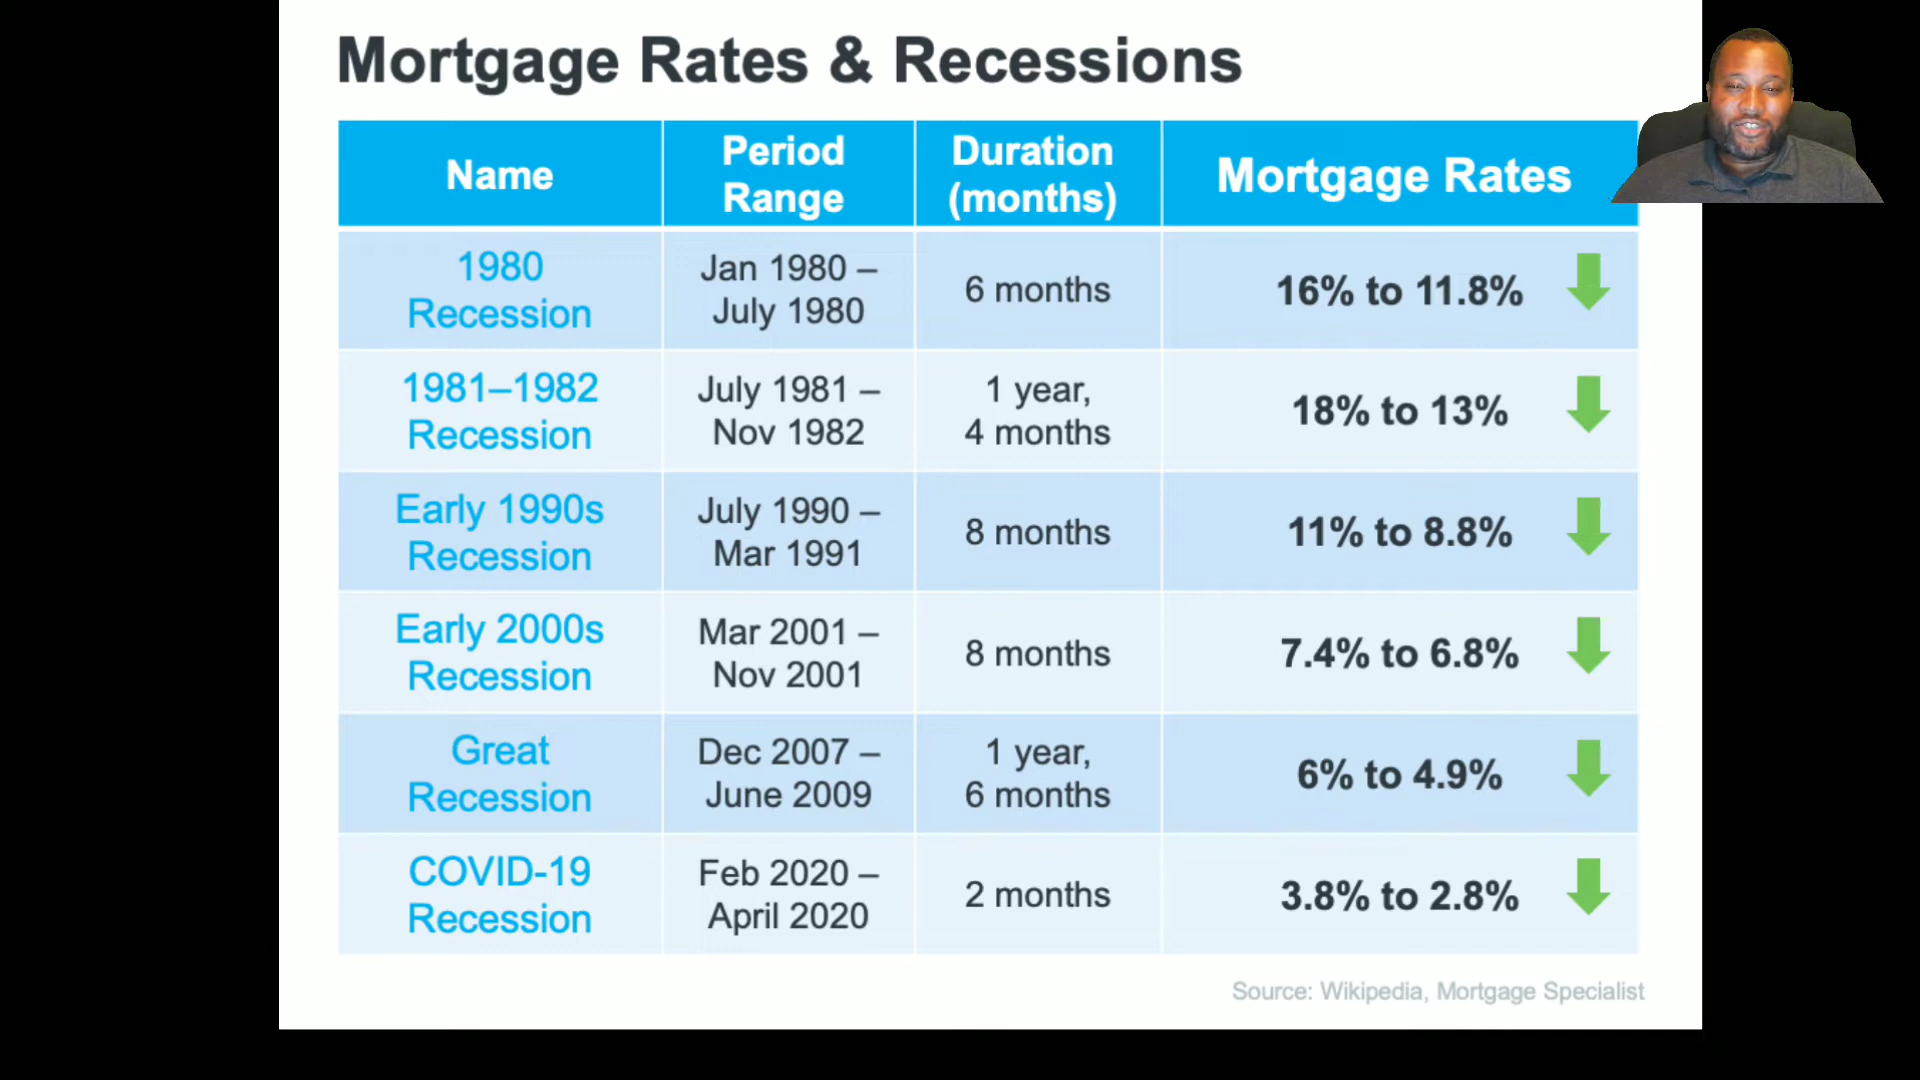 Mortgage Rates & Recessions
Name
Period
Range
Duration
(months)
Mortgage Rates
1980
Recession
Jan 1980 –
July 1980
6 months
16% to 11.8%
1981–1982
Recession
July 1981 –
Nov 1982
1 year,
4 months
18% to 13%
Early 1990s
Recession
July 1990 –
Mar 1991
8 months
11% to 8.8%
Early 2000s
Recession
Mar 2001 –
Nov 2001
8 months
7.4% to 6.8%
Great
Recession
Dec 2007 –
June 2009
1 year,
6 months
6% to 4.9%
COVID-19
Recession
Feb 2020 –
April 2020
2 months
3.8% to 2.8%
Source: Wikipedia, Mortgage Specialist